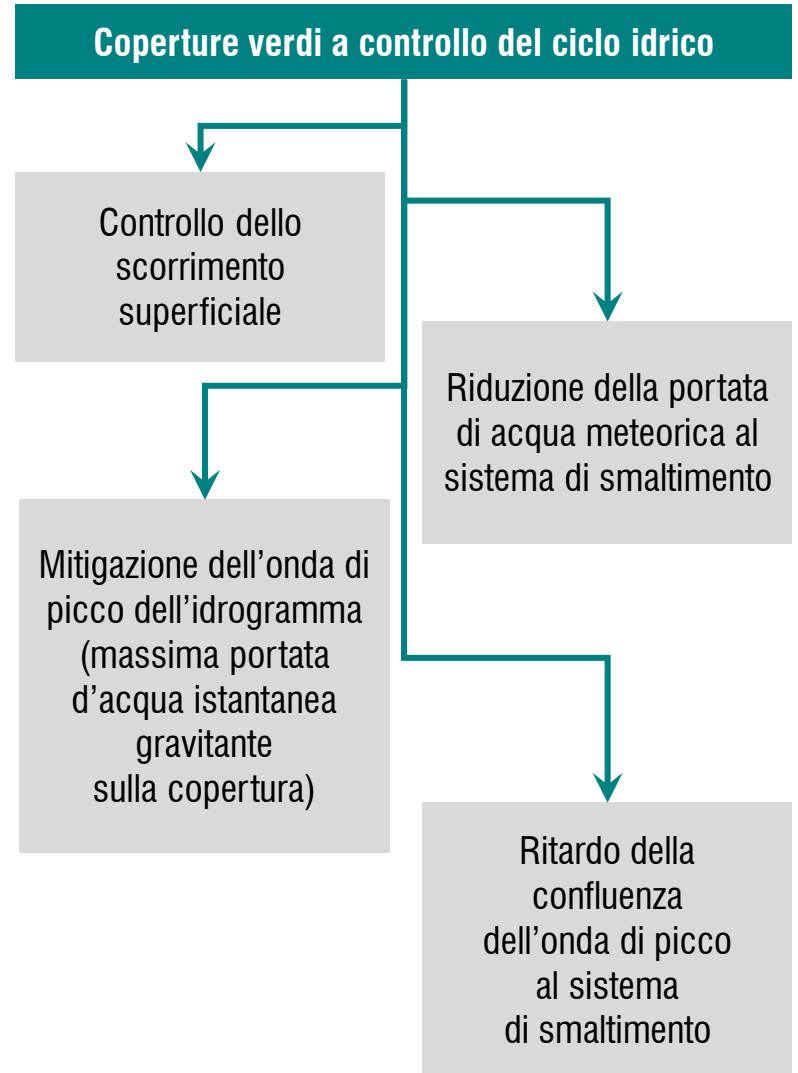 Coperture verdi a controllo del ciclo idrico
Controllo dello
scorrimento
superficiale
Riduzione della portata
di acqua meteorica al
sistema di smaltimento
Mitigazione dell’onda di
picco dell’idrogramma
(massima portata
d’acqua istantanea
gravitante
sulla copertura)
Ritardo della
confluenza
dell’onda di picco
al sistema
di smaltimento